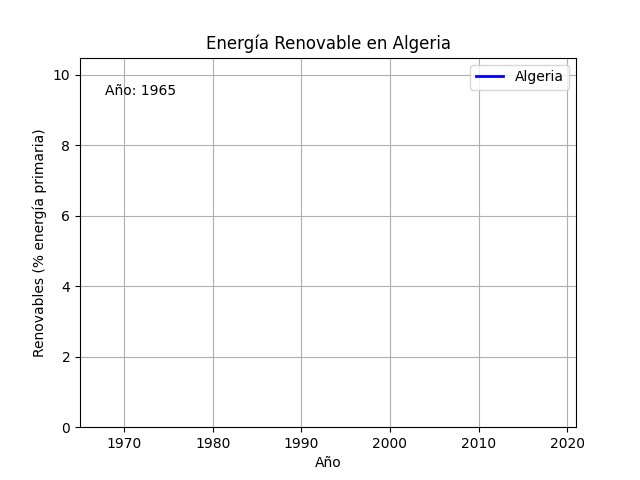 Energía Renovable en Algeria
Algeria
Año: 1965
Renovables (% energía primaria)
10
8
6
4
2
0
1970 1980 1990 2000 2010 2020
Año